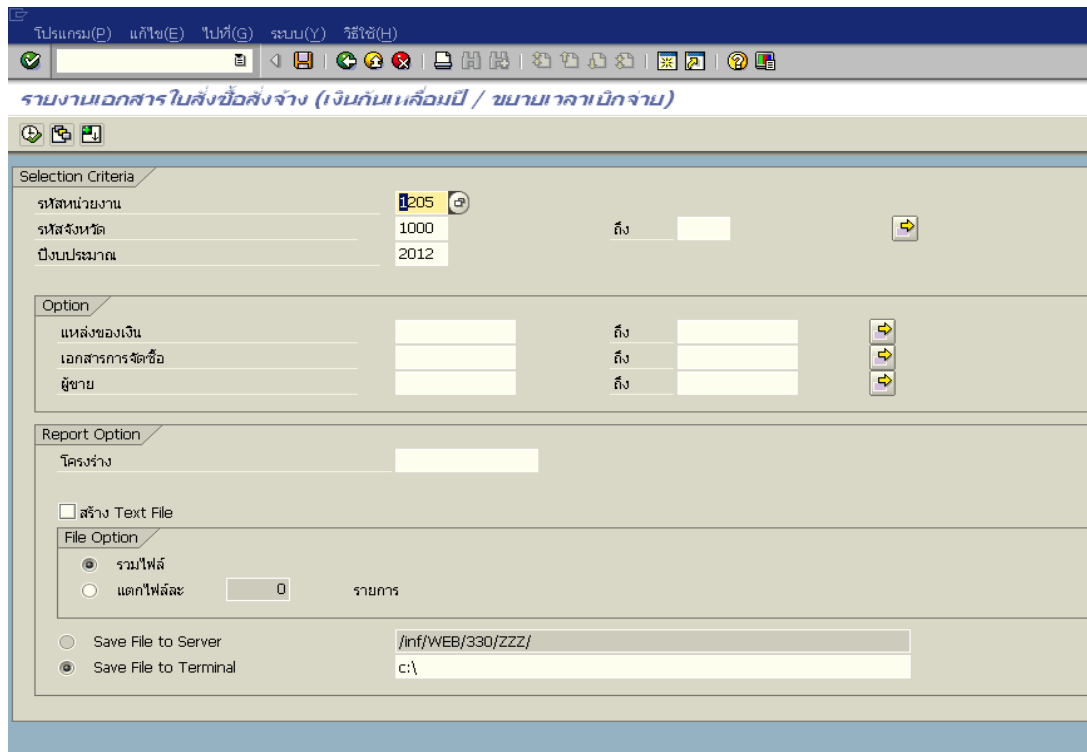 โปรแกรม(P) แก้ไข(E) ไปที่(G) ระบบ(Y) วิธีใช้(H)
รายงานเอกสารใบสั่งซื้อสั่งจ้าง (เงินกันเหลื่อมปี / ขยายเวลาเบิกจ่าย)
Selection Criteria
รหัสหน่วยงาน 1205
รหัสจังหวัด 1000 ถึง
ปีงบประมาณ 2012
Option
แหล่งของเงิน ถึง
เอกสารการจัดซื้อ ถึง
ผู้ขาย ถึง
Report Option
โครงร่าง
สร้าง Text File
File Option
รวมไฟล์
แตกไฟล์ละ 0 รายการ
Save File to Server /inf/WEB/330/ZZZ/
Save File to Terminal c:\